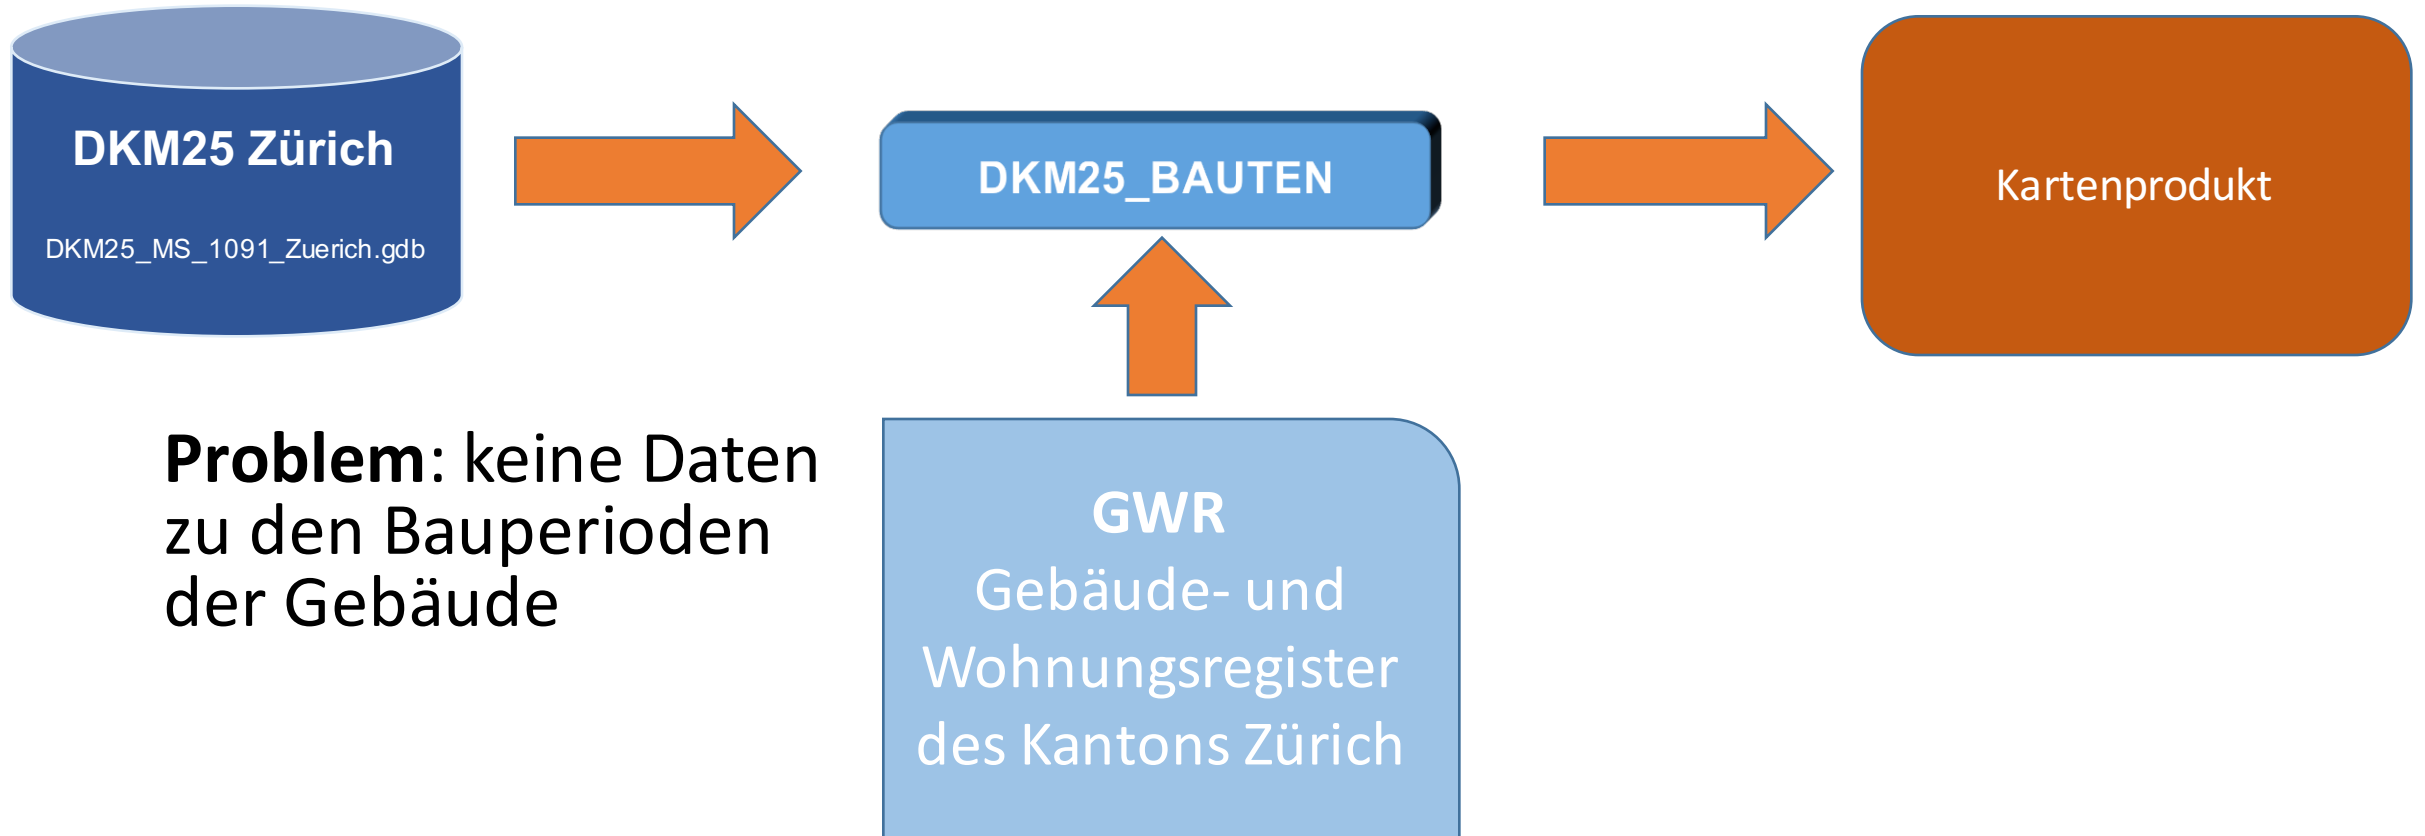 DKM25 Zürich
DKM25_MS_1091_Zuerich.gdb
DKM25_BAUTEN
Kartenprodukt
Problem: keine Daten
zu den Bauperioden
der Gebäude
GWR
Gebäude- und
Wohnungsregister
des Kantons Zürich